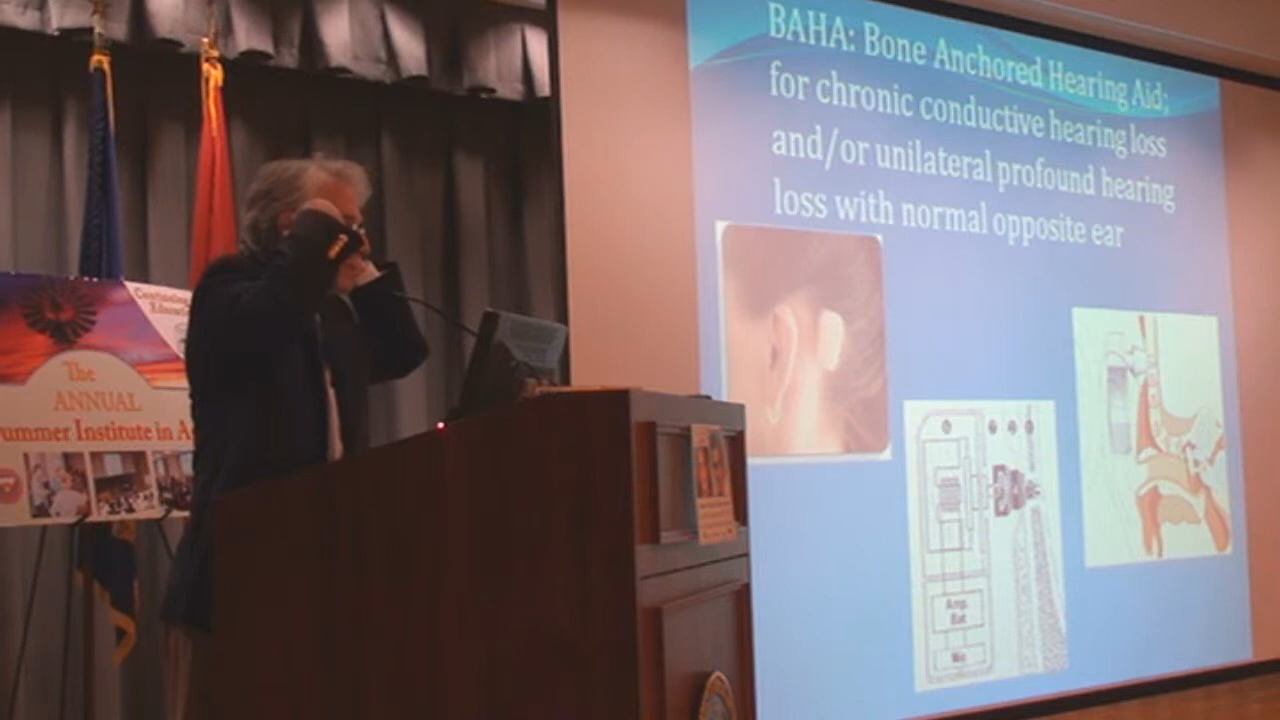 BAHA: Bone Anchored Hearing Aid;
for chronic conductive hearing loss
and/or unilateral profound hearing
loss with normal opposite ear
The
ANNUAL
ummer Institute in A
Amp.
Bat
Mic